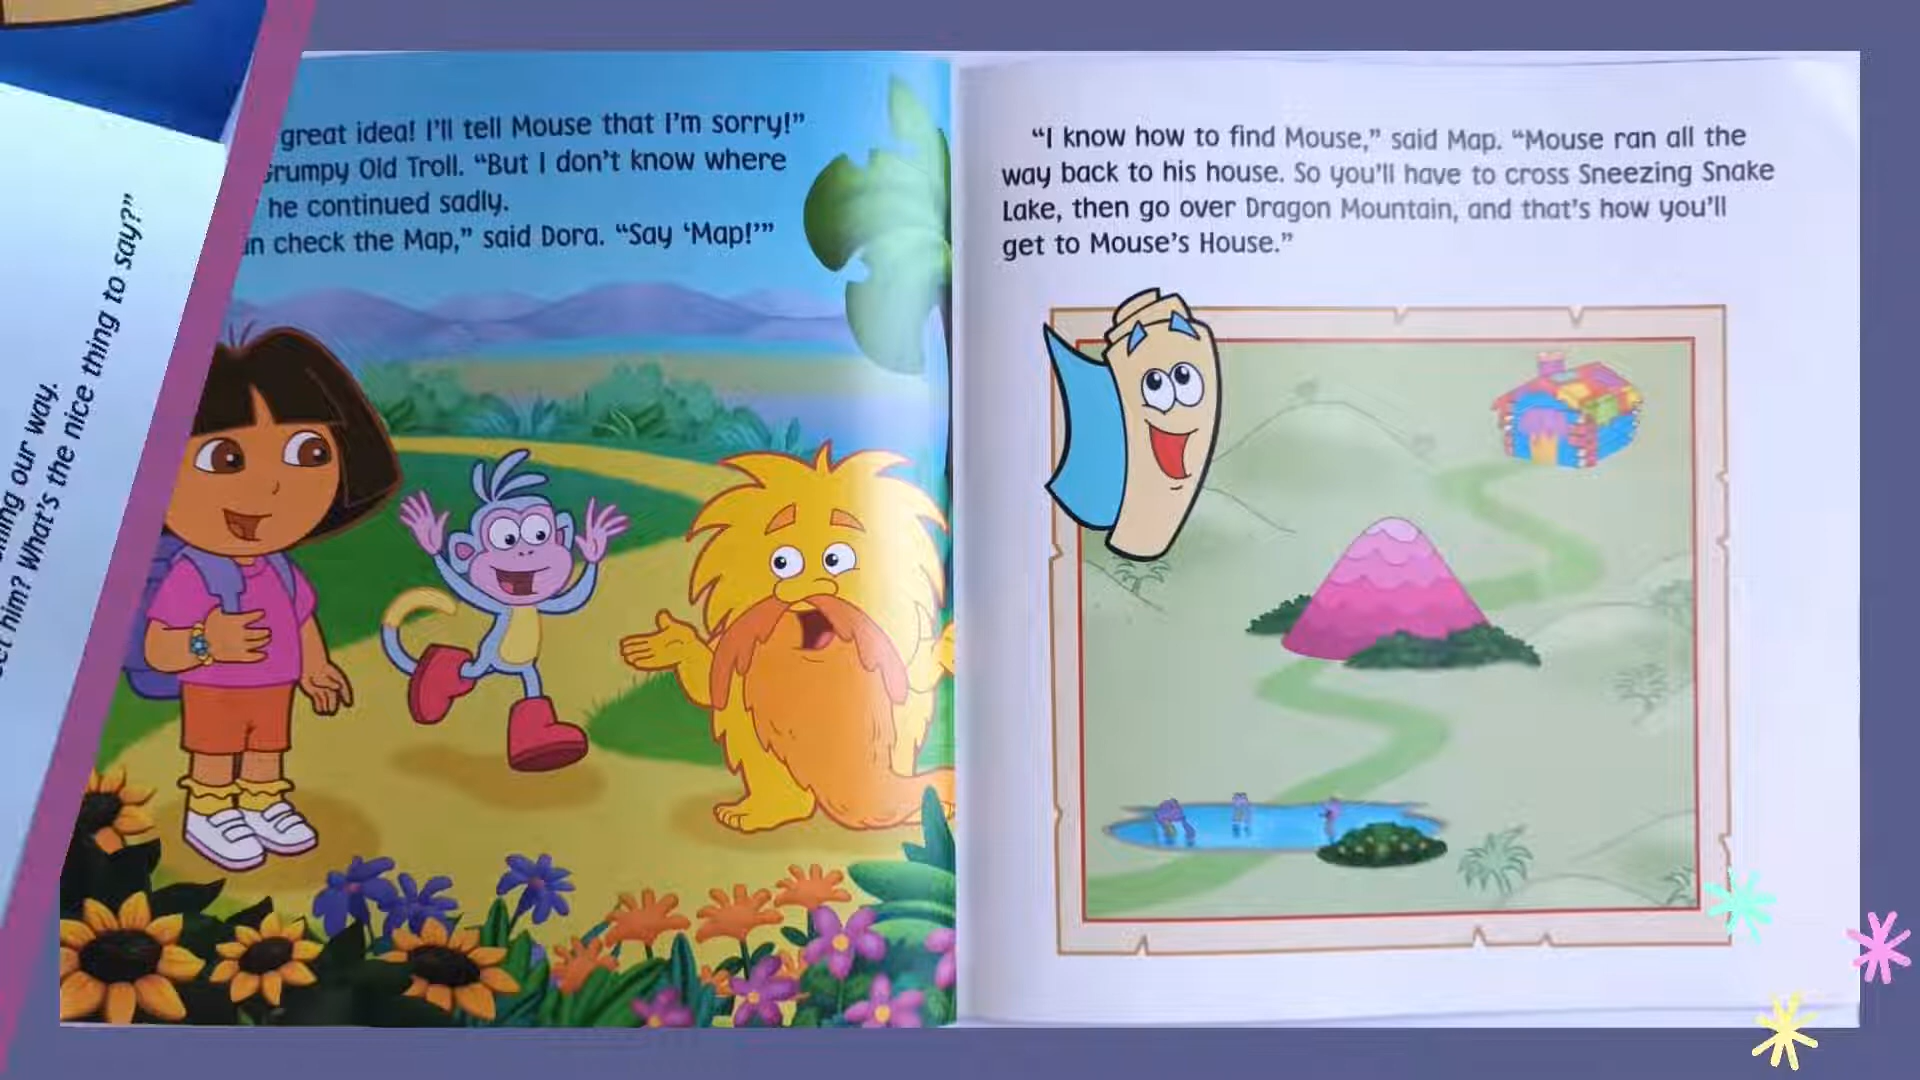 great idea! I'll tell Mouse that I'm sorry!"
Grumpy Old Troll. "But I don't know where
he continued sadly.
check the Map," said Dora. "Say 'Map!'"
"I know how to find Mouse," said Map. "Mouse ran all the
way back to his house. So you'll have to cross Sneezing Snake
Lake, then go over Dragon Mountain, and that's how you'll
get to Mouse's House."
our way.
him? What's the nice thing to say?"